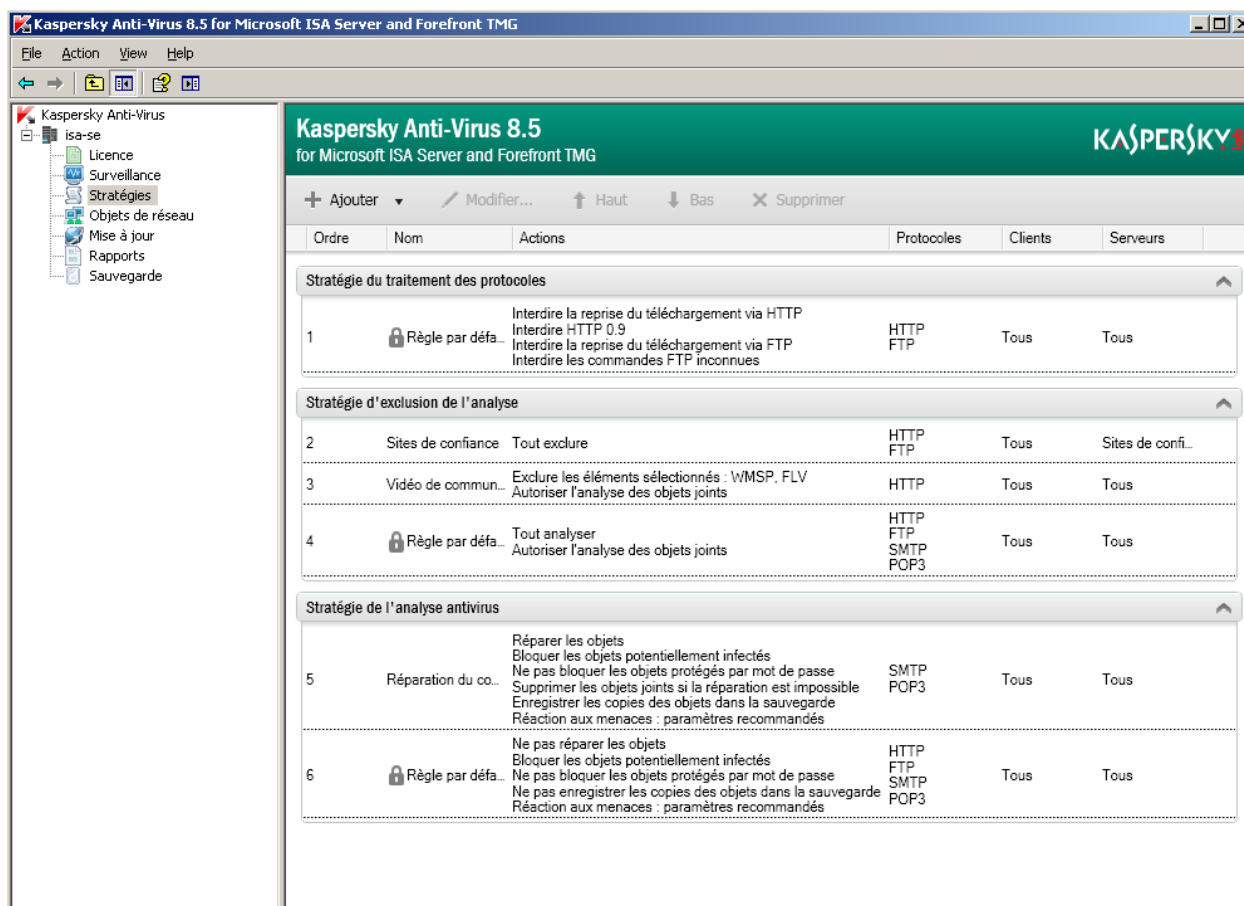 Kaspersky Anti-Virus 8.5 for Microsoft ISA Server and Forefront TMG
File Action View Help
Kaspersky Anti-Virus
isa-se
Licence
Surveillance
Stratégies
Objets de réseau
Mise à jour
Rapports
Sauvegarde
Kaspersky Anti-Virus 8.5
for Microsoft ISA Server and Forefront TMG
KASPERSKY
Ajouter Modifier... Haut Bas Supprimer
Ordre Nom Actions Protocoles Clients Serveurs
Stratégie du traitement des protocoles
1 Règle par défa...
Interdire la reprise du téléchargement via HTTP
Interdire HTTP 0.9
Interdire la reprise du téléchargement via FTP
Interdire les commandes FTP inconnues
HTTP
FTP
Tous Tous
Stratégie d'exclusion de l'analyse
2 Sites de confiance Tout exclure
HTTP
FTP
Tous Sites de confi...
3 Vidéo de commun...
Exclure les éléments sélectionnés : WMSP, FLV
Autoriser l'analyse des objets joints
HTTP Tous Tous
4 Règle par défa...
Tout analyser
Autoriser l'analyse des objets joints
HTTP
FTP
SMTP
POP3
Tous Tous
Stratégie de l'analyse antivirus
5 Réparation du co...
Réparer les objets
Bloquer les objets potentiellement infectés
Ne pas bloquer les objets protégés par mot de passe
Supprimer les objets joints si la réparation est impossible
Enregistrer les copies des objets dans la sauvegarde
Réaction aux menaces : paramètres recommandés
SMTP
POP3
Tous Tous
6 Règle par défa...
Ne pas réparer les objets
Bloquer les objets potentiellement infectés
Ne pas bloquer les objets protégés par mot de passe
Ne pas enregistrer les copies des objets dans la sauvegarde
Réaction aux menaces : paramètres recommandés
HTTP
FTP
SMTP
POP3
Tous Tous